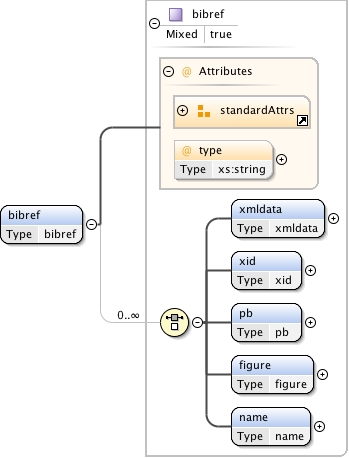 bibref
Mixed true
@ Attributes
standardAttrs
@ type
Type xs:string
bibref
Type bibref
0..∞
xmldata
Type xmldata
xid
Type xid
pb
Type pb
figure
Type figure
name
Type name